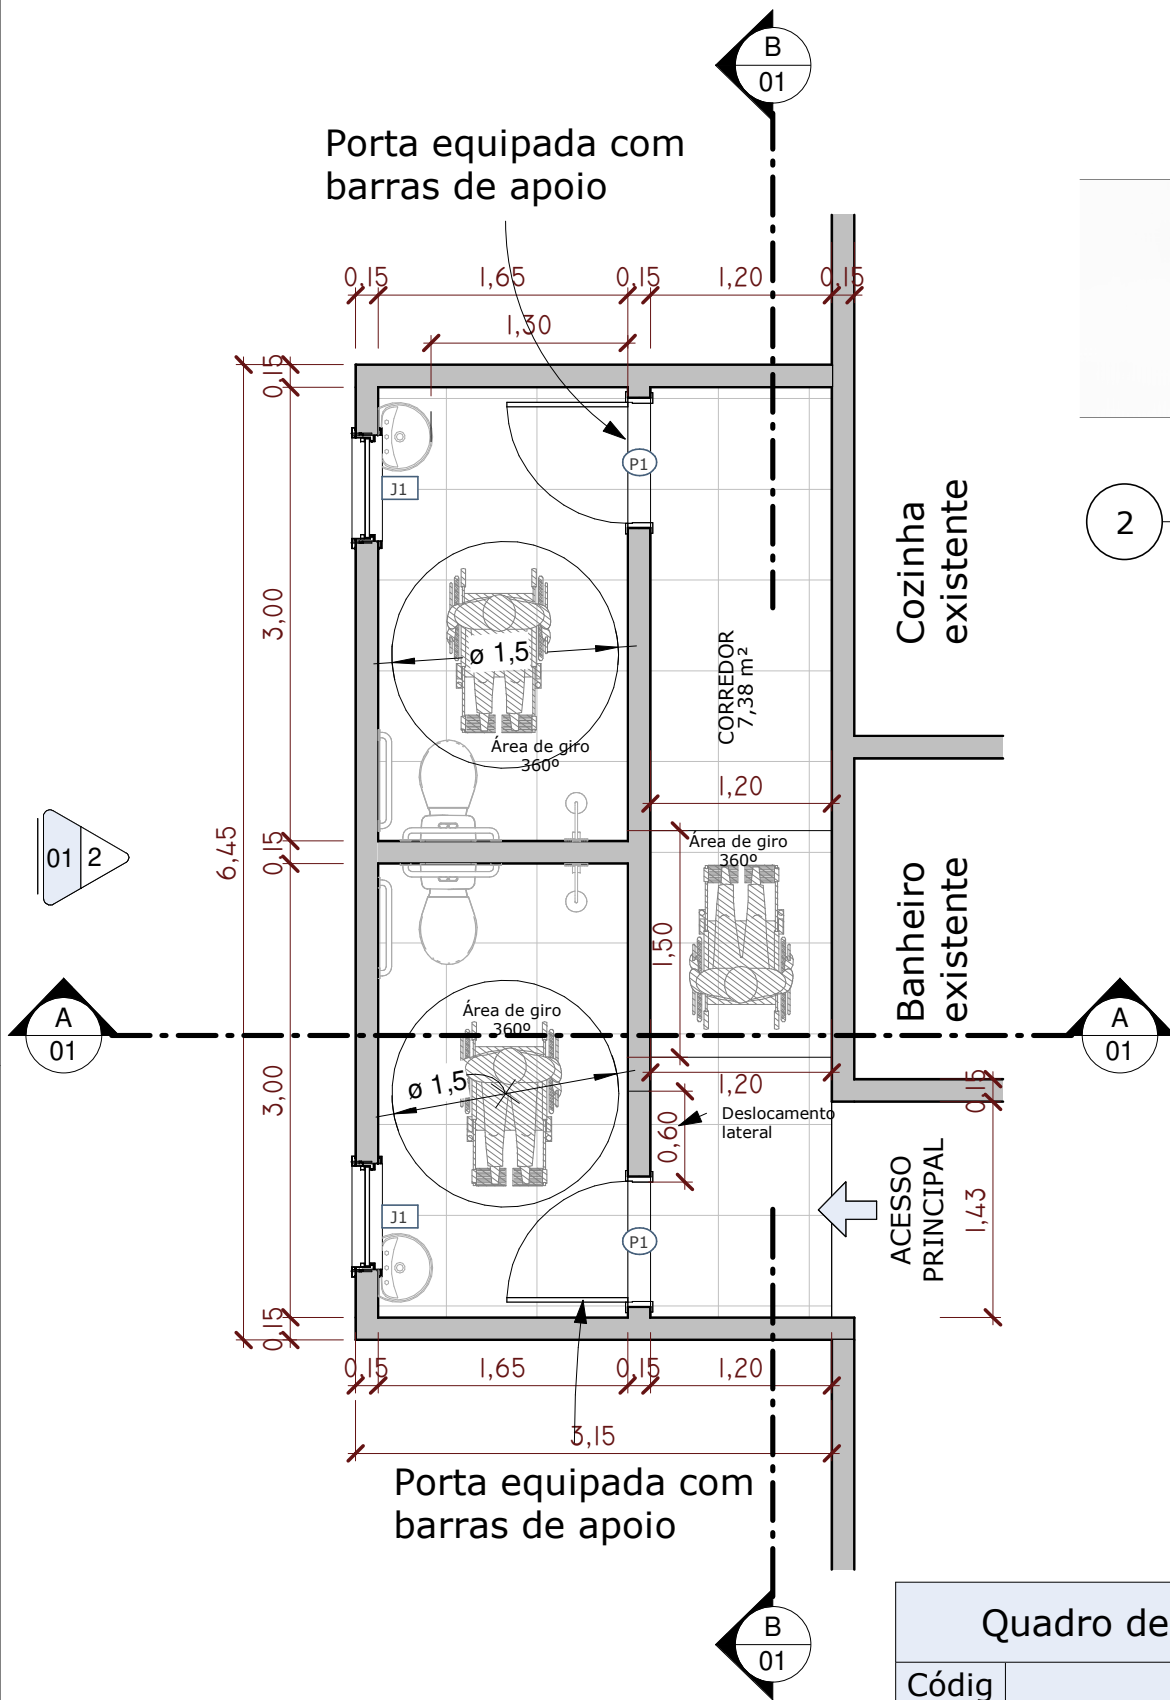 B
01
Porta equipada com
barras de apoio
0,15 1,65 0,15 1,20 0,15
1,30
0,15
P1
J1
2
Cozinha
existente
3,00
ø 1,5
CORREDOR
7,38 m²
Área de giro
360º
1,20
01 2
6,45
0,15
Área de giro
360º
Banheiro
existente
1,50
A
01
Área de giro
360º
A
01
3,00
ø 1,5
1,20
0,15
0,60
Deslocamento
lateral
ACESSO
PRINCIPAL
1,43
J1
P1
0,15
0,15 1,65 0,15 1,20
3,15
Porta equipada com
barras de apoio
B
01
Quadro de
Códig